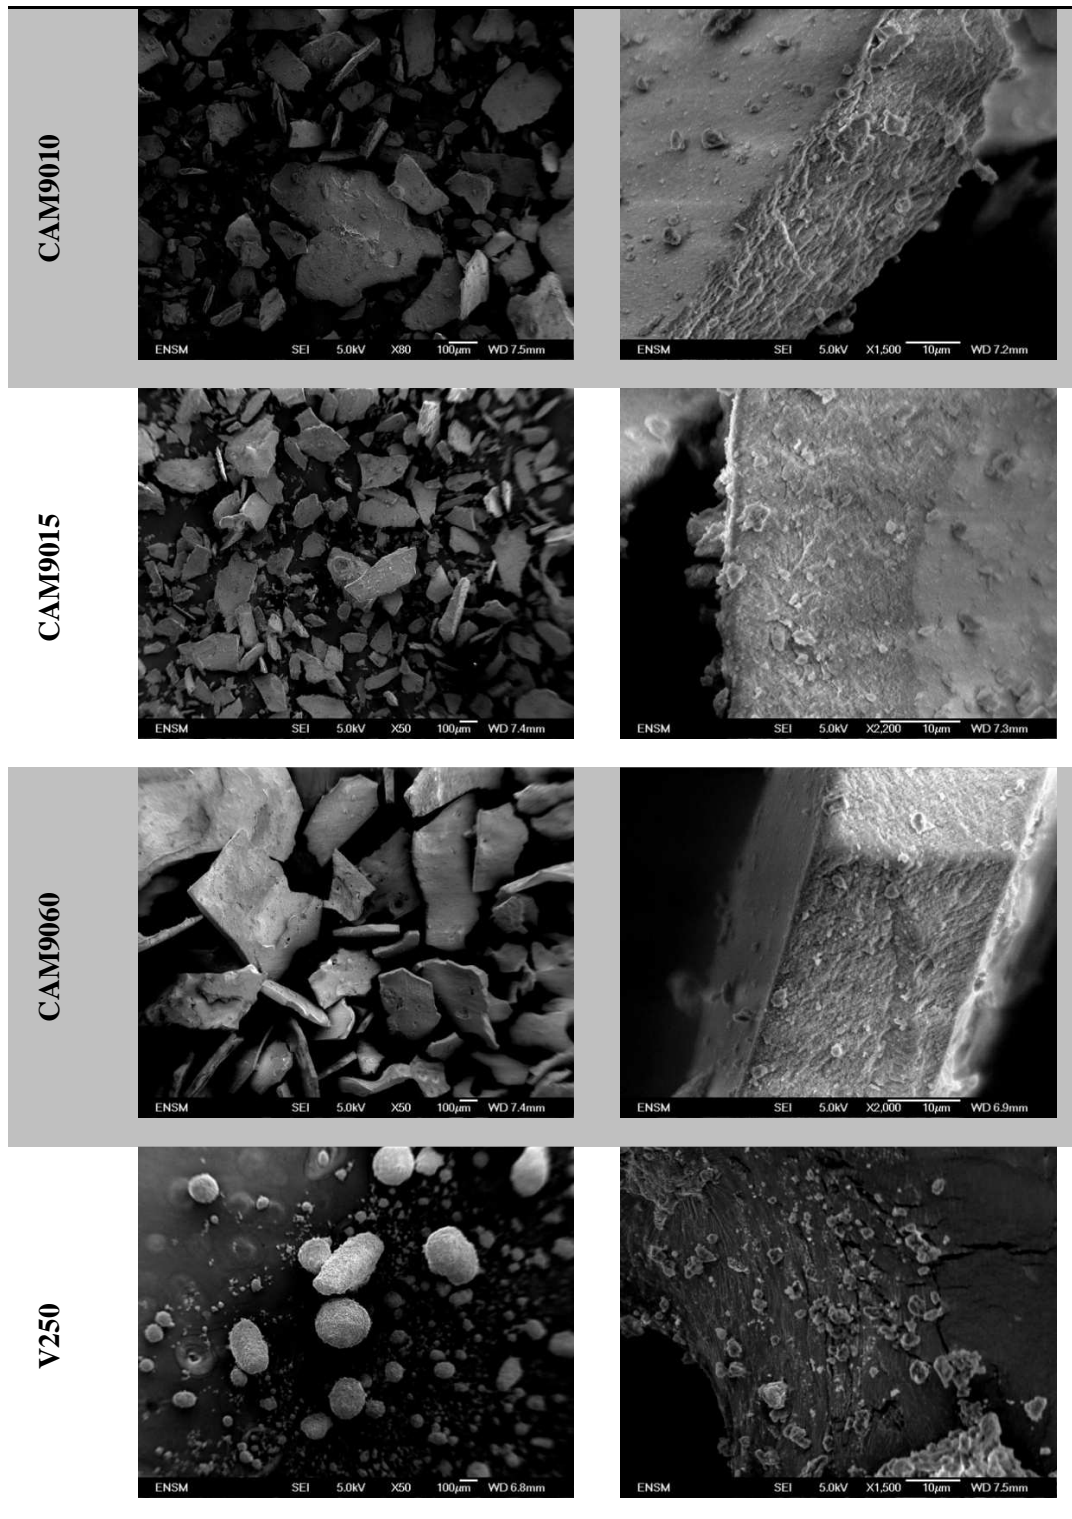 CAM9010
ENSM SEI 5.0kV X80 100μm WD 7.5mm
ENSM SEI 5.0kV X1,500 10μm WD 7.2mm
CAM9015
ENSM SEI 5.0kV X50 100μm WD 7.4mm
ENSM SEI 5.0kV X2,200 10μm WD 7.3mm
CAM9060
ENSM SEI 5.0kV X50 100μm WD 7.4mm
ENSM SEI 5.0kV X2,000 10μm WD 6.9mm
V250
ENSM SEI 5.0kV X50 100μm WD 6.8mm
ENSM SEI 5.0kV X1,500 10μm WD 7.5mm